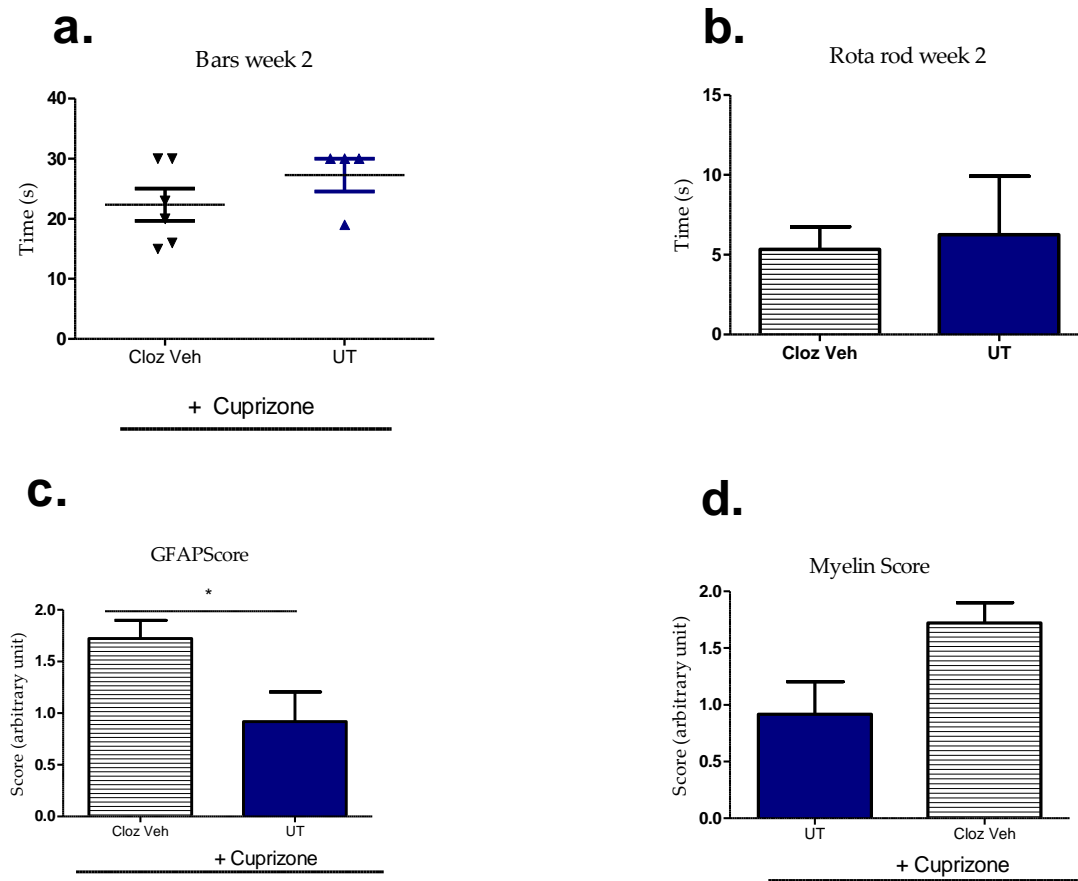 a.
Bars week 2
40
30
20
10
0
Time (s)
Cloz Veh
UT
+ Cuprizone
b.
Rota rod week 2
15
10
5
0
Time (s)
Cloz Veh
UT
c.
GFAPScore
*
2.0
1.5
1.0
0.5
0.0
Score (arbitrary unit)
Cloz Veh
UT
+ Cuprizone
d.
Myelin Score
2.0
1.5
1.0
0.5
0.0
Score (arbitrary unit)
UT
Cloz Veh
+ Cuprizone